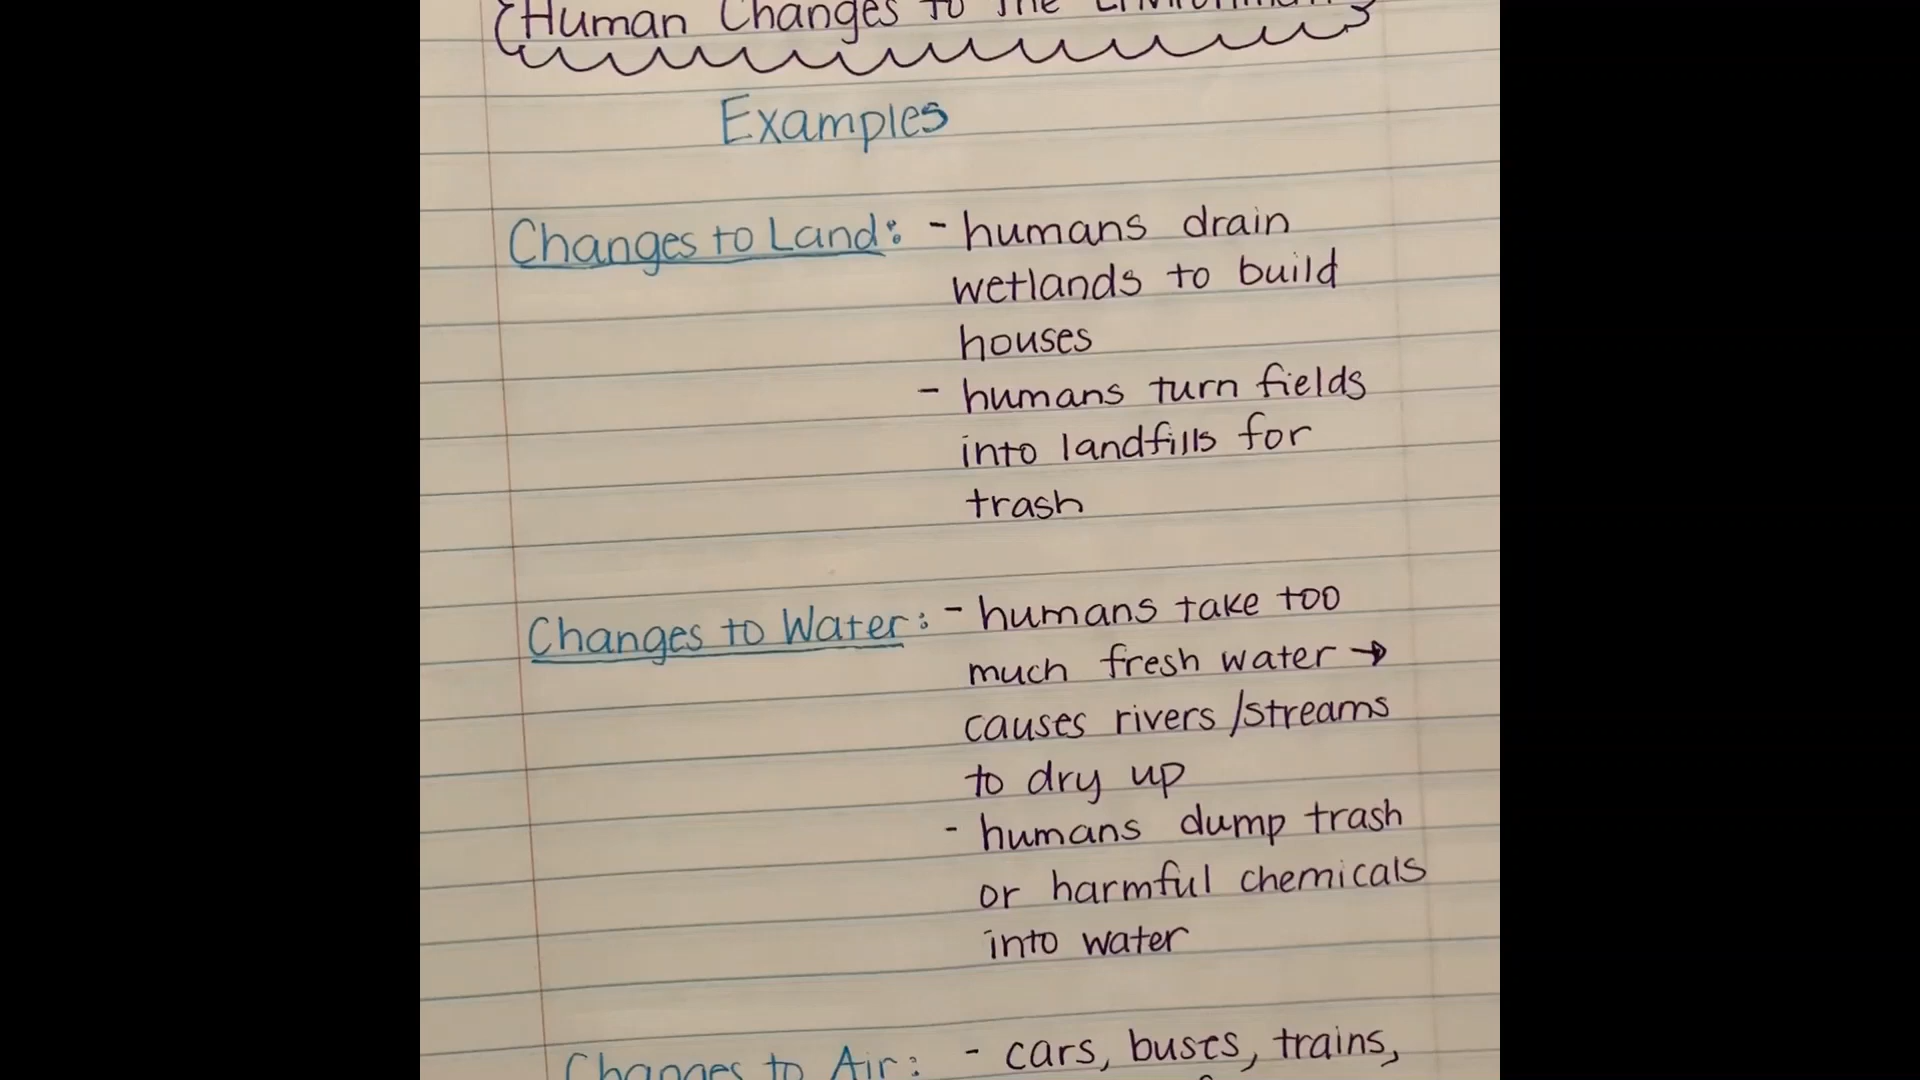 Human Changes to the Environment
Examples
Changes to Land: - humans drain
wetlands to build
houses
- humans turn fields
into landfills for
trash
Changes to Water: - humans take too
much fresh water →
causes rivers/streams
to dry up
- humans dump trash
or harmful chemicals
into water
Changes to Air: - cars, buses, trains,